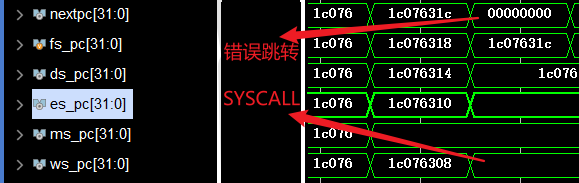 nextpc[31:0] 1c076 1c07631c 00000000
错误跳转
fs_pc[31:0] 1c076 1c076318 1c07631c
ds_pc[31:0] 1c076 1c076314 1c076
SYSCALL
es_pc[31:0] 1c076 1c076310
ms_pc[31:0] 1c076
ws_pc[31:0] 1c076 1c076308